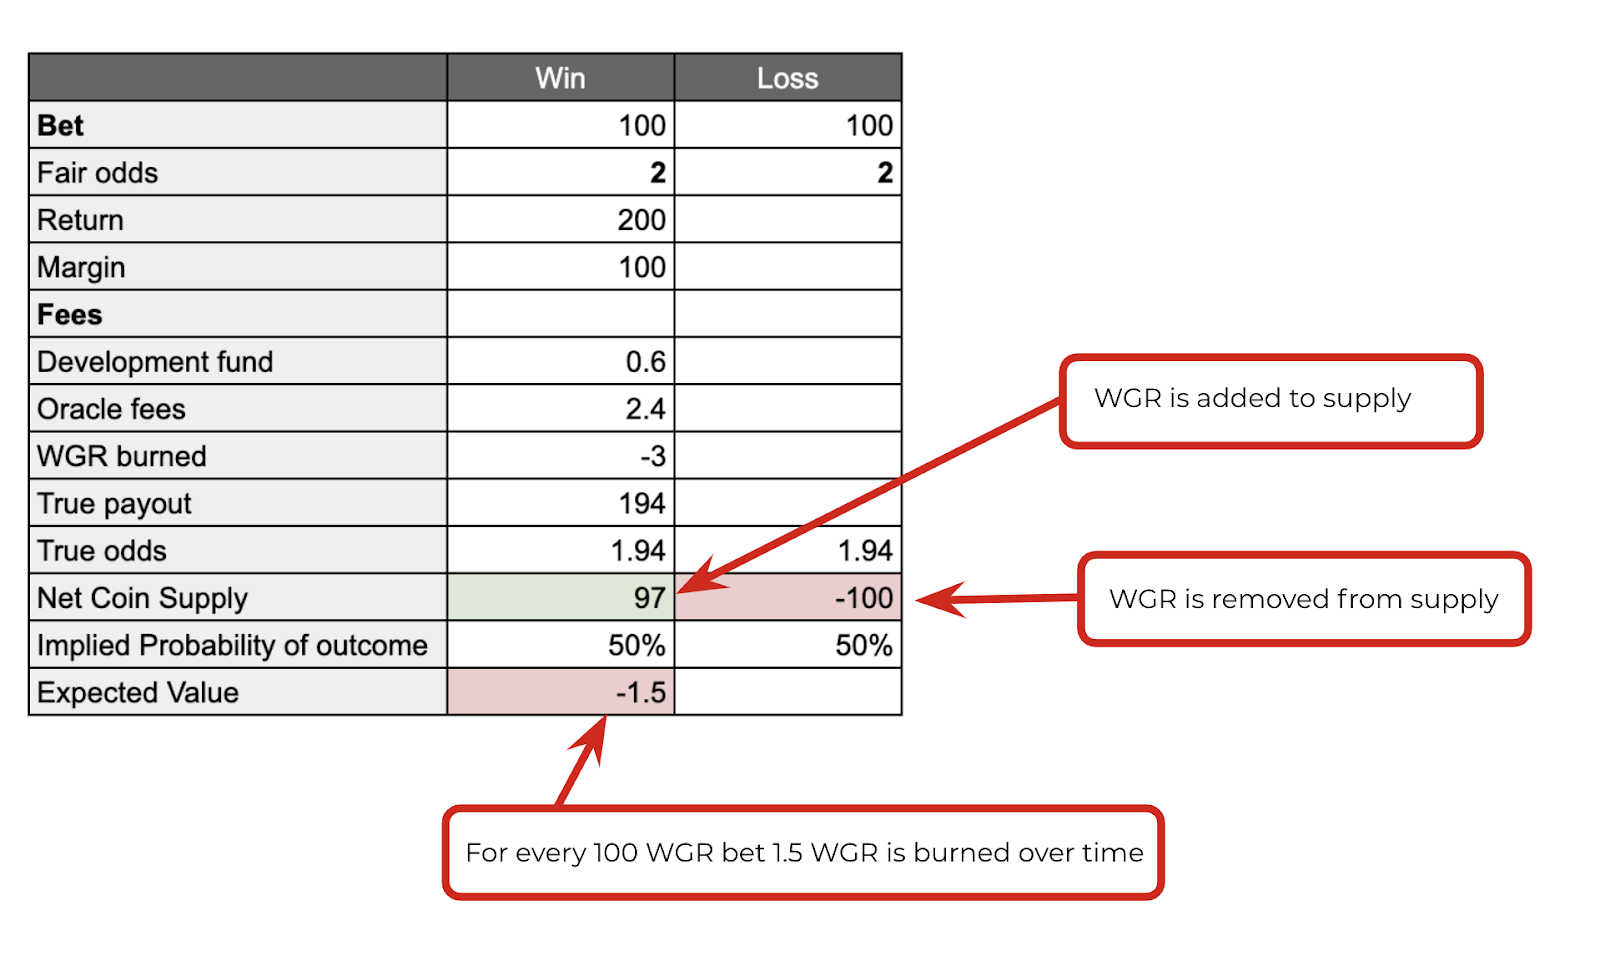 Win Loss
Bet 100 100
Fair odds 2 2
Return 200
Margin 100
Fees
Development fund 0.6
Oracle fees 2.4
WGR burned -3
True payout 194
True odds 1.94 1.94
Net Coin Supply 97 -100
Implied Probability of outcome 50% 50%
Expected Value -1.5
WGR is added to supply
WGR is removed from supply
For every 100 WGR bet 1.5 WGR is burned over time